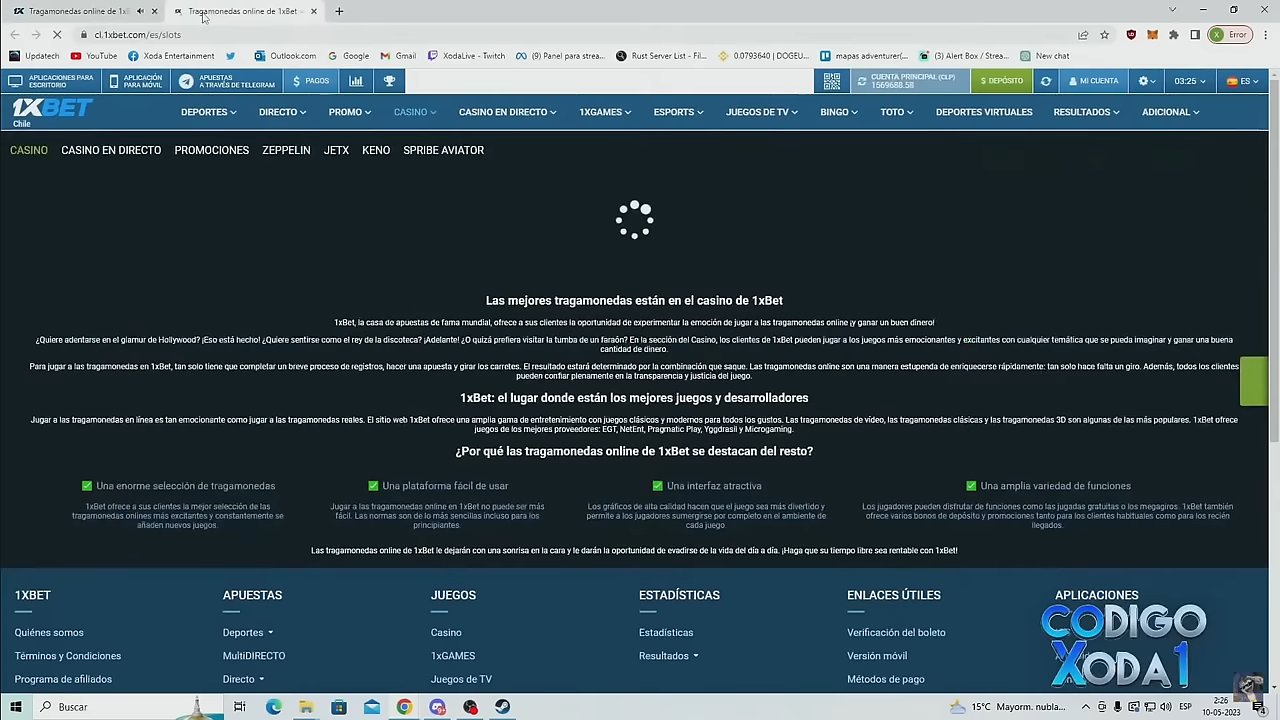 Tragamonedas online de 1xB
Tragamonedas online de 1xBet –
cl.1xbet.com/es/slots
Error
Updatech
YouTube
Xoda Entertainment
Outlook.com
Google
Gmail
XodaLive - Twitch
(2) Panel para strea...
Rust Server List - Fil...
0.0793640 | DOGEU...
mapas adventurer(...
(3) Alert Box / Strea...
New chat
APLICACIONES PARA
ESCRITORIO
APLICACIÓN
PARA MÓVIL
APUESTAS
A TRAVÉS DE TELEGRAM
$ PAGOS
CUENTA PRINCIPAL (CLP)
1569688.58
$ DEPÓSITO
MI CUENTA
03:25
ES
1XBET
Chile
DEPORTES
DIRECTO
PROMO
CASINO
CASINO EN DIRECTO
1XGAMES
ESPORTS
JUEGOS DE TV
BINGO
TOTO
DEPORTES VIRTUALES
RESULTADOS
ADICIONAL
CASINO
CASINO EN DIRECTO
PROMOCIONES
ZEPPELIN
JETX
KENO
SPRIBE AVIATOR
Las mejores tragamonedas están en el casino de 1xBet
1xBet, la casa de apuestas de fama mundial, ofrece a sus clientes la oportunidad de experimentar la emoción de jugar a las tragamonedas online ¡y ganar un buen dinero!
¿Quiere adentarse en el glamur de Hollywood? ¡Eso está hecho! ¿Quiere sentirse como el rey de la discoteca? ¡Adelante! ¿O quizá prefiera visitar la tumba de un faraón? En la sección del Casino, los clientes de 1xBet pueden jugar a los juegos más emocionantes y excitantes con cualquier temática que se pueda imaginar y ganar una buena
cantidad de dinero.
Para jugar a las tragamonedas en 1xBet, tan solo tiene que completar un breve proceso de registros, hacer una apuesta y girar los carretes. El resultado estará determinado por la combinación que saque. Las tragamonedas online son una manera estupenda de enriquecerse rápidamente: tan solo hace falta un giro. Además, todos los clientes
pueden confiar plenamente en la transparencia y justicia del juego.
1xBet: el lugar donde están los mejores juegos y desarrolladores
Jugar a las tragamonedas en línea es tan emocionante como jugar a las tragamonedas reales. El sitio web 1xBet ofrece una amplia gama de entretenimiento con juegos clásicos y modernos para todos los gustos. Las tragamonedas de vídeo, las tragamonedas clásicas y las tragamonedas 3D son algunas de las más populares. 1xBet ofrece
juegos de los mejores proveedores: EGT, NetEnt, Pragmatic Play, Yggdrasil y Microgaming.
¿Por qué las tragamonedas online de 1xBet se destacan del resto?
Una enorme selección de tragamonedas
1xBet ofrece a sus clientes la mejor selección de las
tragamonedas online más excitantes y constantemente se
añaden nuevos juegos.
Una plataforma fácil de usar
Jugar a las tragamonedas online en 1xBet no puede ser más
fácil. Las normas son de lo más sencillas incluso para los
principiantes.
Una interfaz atractiva
Los gráficos de alta calidad hacen que el juego sea más divertido y
permite a los jugadores sumergirse por completo en el ambiente de
cada juego.
Una amplia variedad de funciones
Los jugadores pueden disfrutar de funciones como las jugadas gratuitas o los megagiros. 1xBet también
ofrece varios bonos de depósito y promociones tanto para los clientes habituales como para los recién
llegados.
Las tragamonedas online de 1xBet le dejarán con una sonrisa en la cara y le darán la oportunidad de evadirse de la vida del día a día. ¡Haga que su tiempo libre sea rentable con 1xBet!
1XBET
Quiénes somos
Términos y Condiciones
Programa de afiliados
APUESTAS
Deportes
MultiDIRECTO
Directo
JUEGOS
Casino
1xGAMES
Juegos de TV
ESTADÍSTICAS
Estadísticas
Resultados
ENLACES ÚTILES
Verificación del boleto
Versión móvil
Métodos de pago
APLICACIONES
CODIGO
XODA1
Buscar
15°C Mayorm. nubla...
ESP
2:26
10-05-2023
4